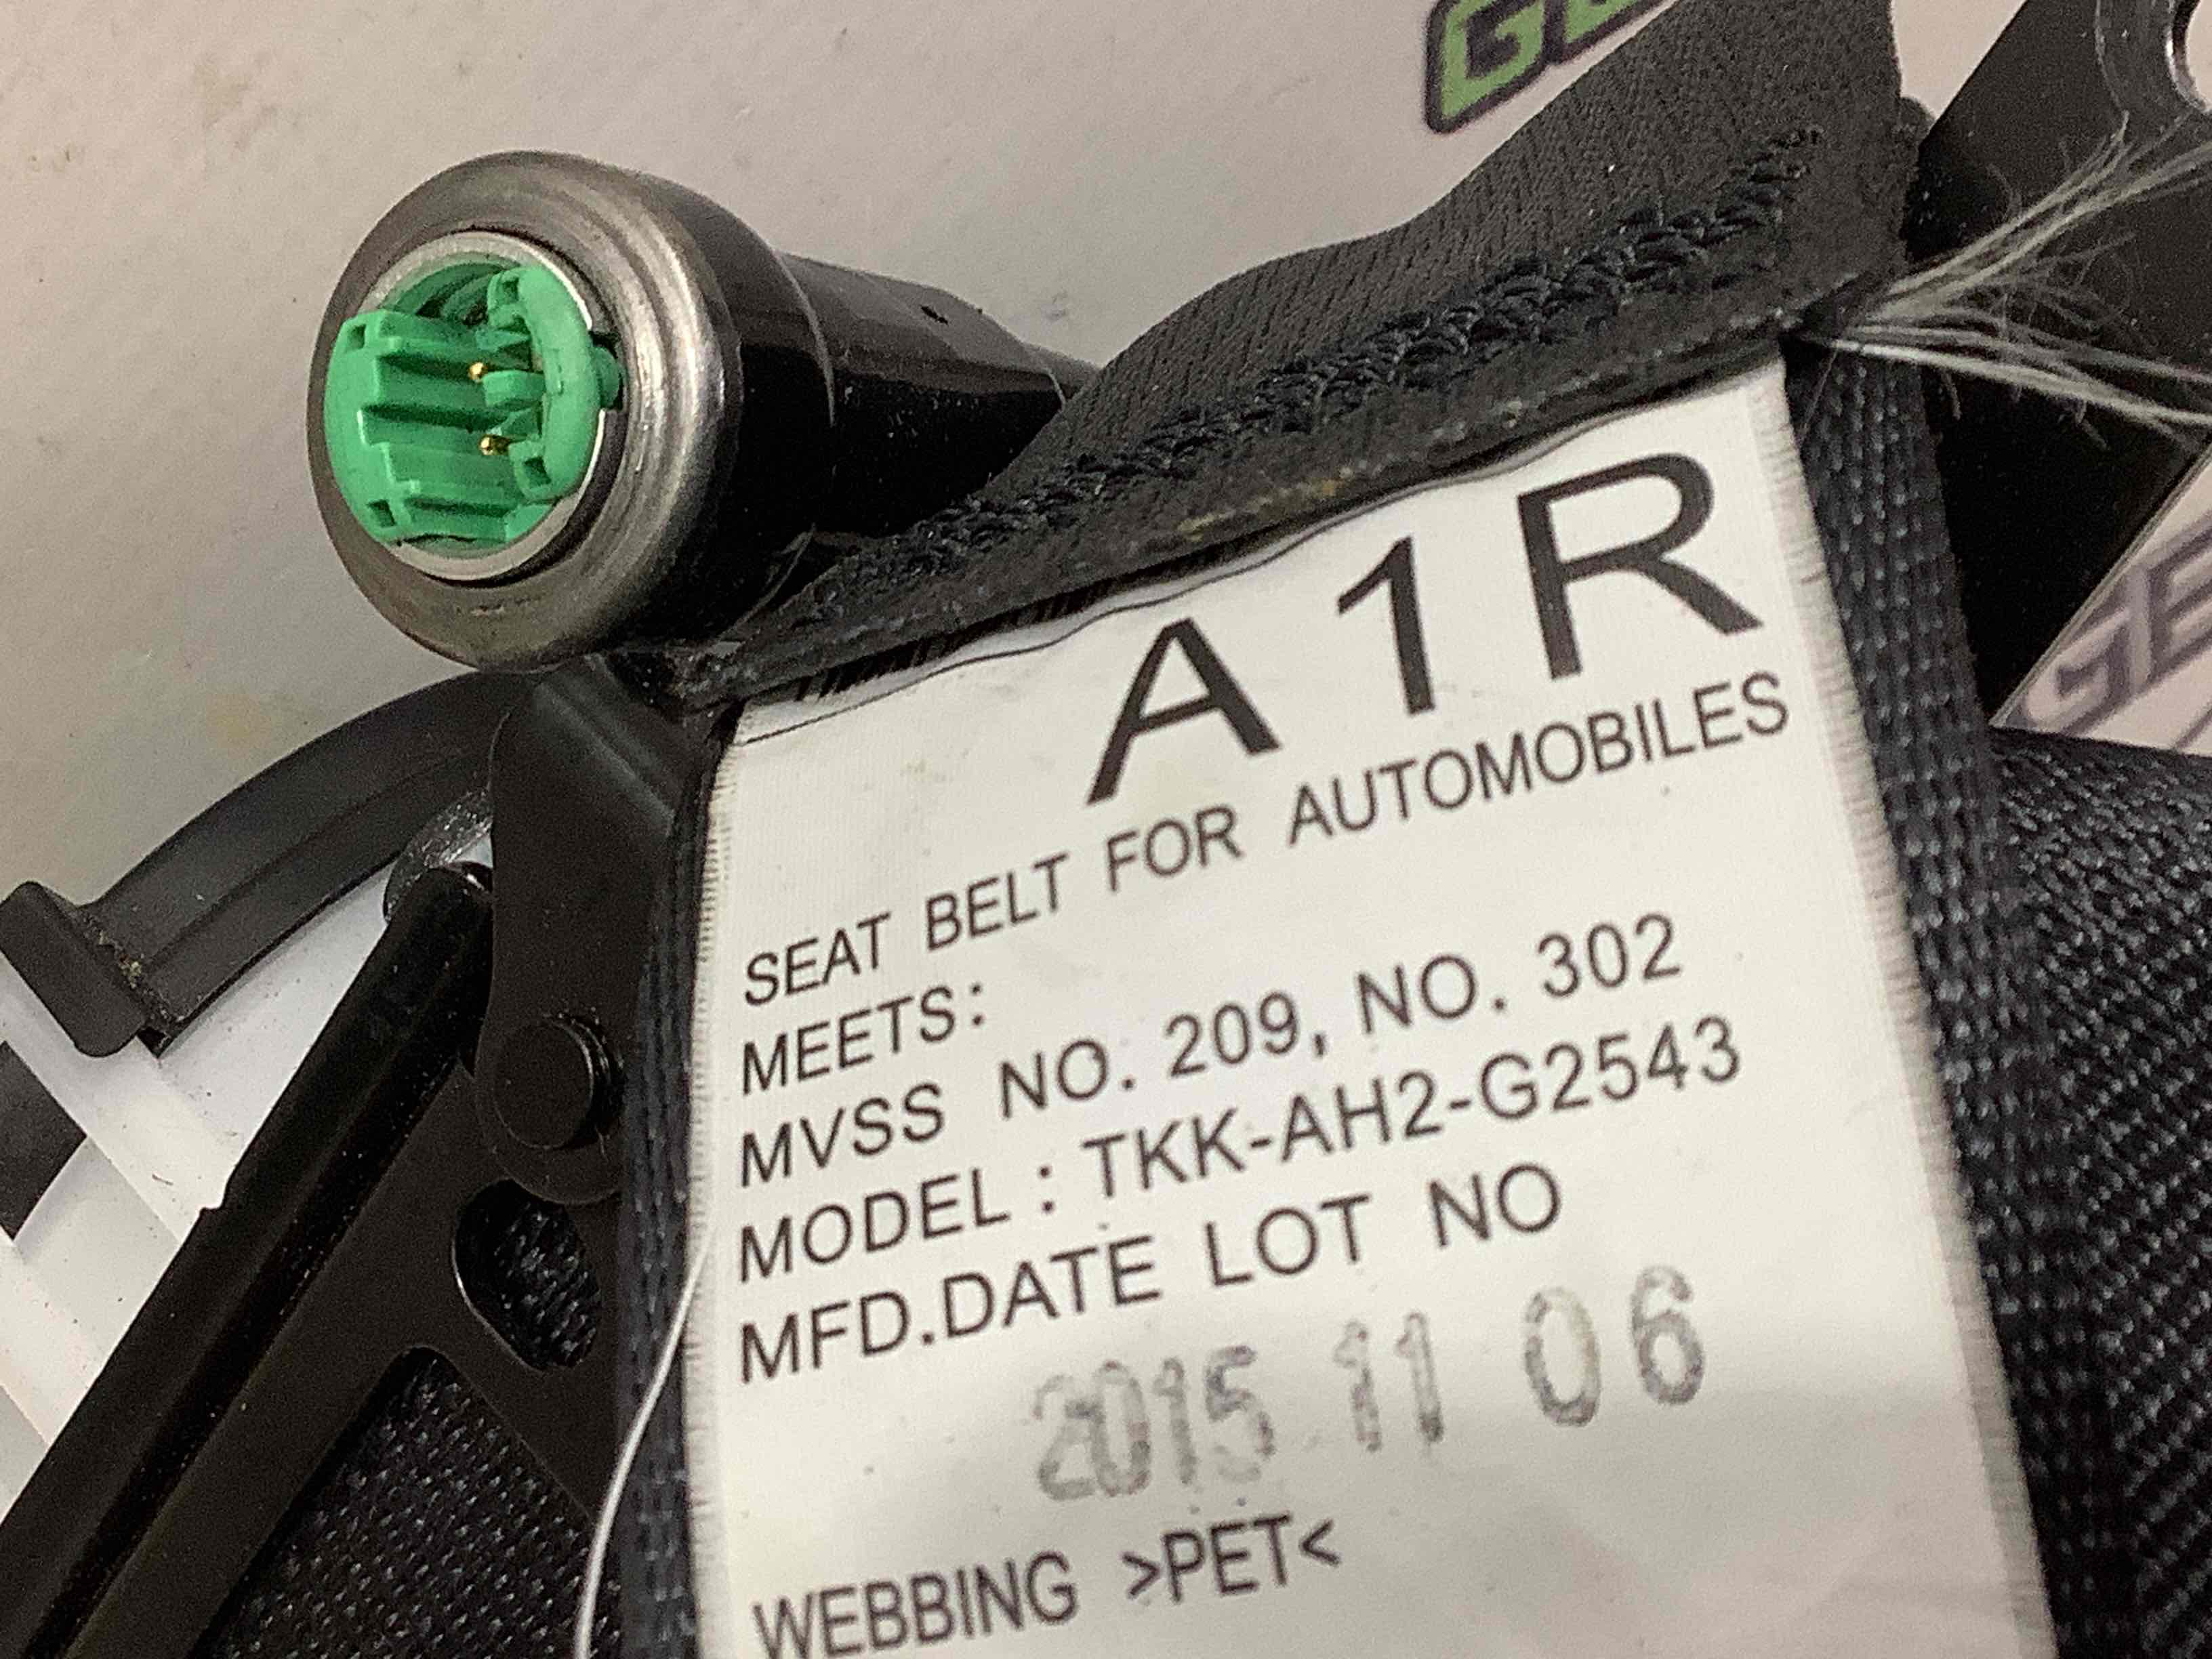 A1R
SEAT BELT FOR AUTOMOBILES
MEETS:
MVSS NO. 209, NO. 302
MODEL : TKK-AH2-G2543
MFD.DATE LOT NO
2015 11 06
WEBBING >PET<